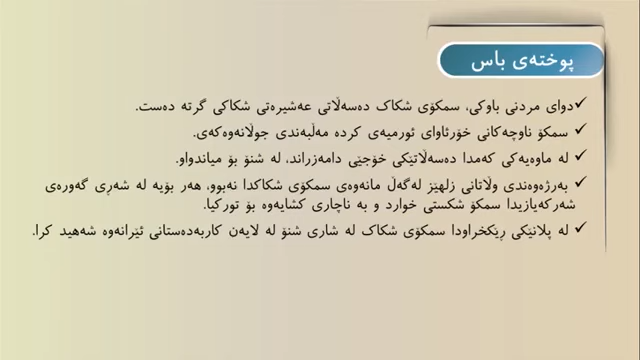 پوختەی باس
✓دوای مردنی باوکی، سمکۆی شکاک دەسەڵاتی عەشیرەتی شکاکی گرتە دەست.
✓سمکۆ ناوچەکانی خۆرئاوای ئورمیەی کردە مەڵبەندی جوڵانەوەکەی.
✓لە ماوەیەکی کەمدا دەسەڵاتێکی خۆجێی دامەزراند، لە شنۆ بۆ میاندواو.
✓بەرژەوەندی وڵاتانی زلهێز لەگەڵ مانەوەی سمکۆی شکاکدا نەبوو، هەر بۆیە لە شەڕی گەورەی
شەرکەیازیدا سمکۆ شکستی خوارد و بە ناچاری کشایەوە بۆ تورکیا.
✓لە پلانێکی ڕێکخراودا سمکۆی شکاک لە شاری شنۆ لە لایەن کاربەدەستانی ئێرانەوە شەهید کرا.